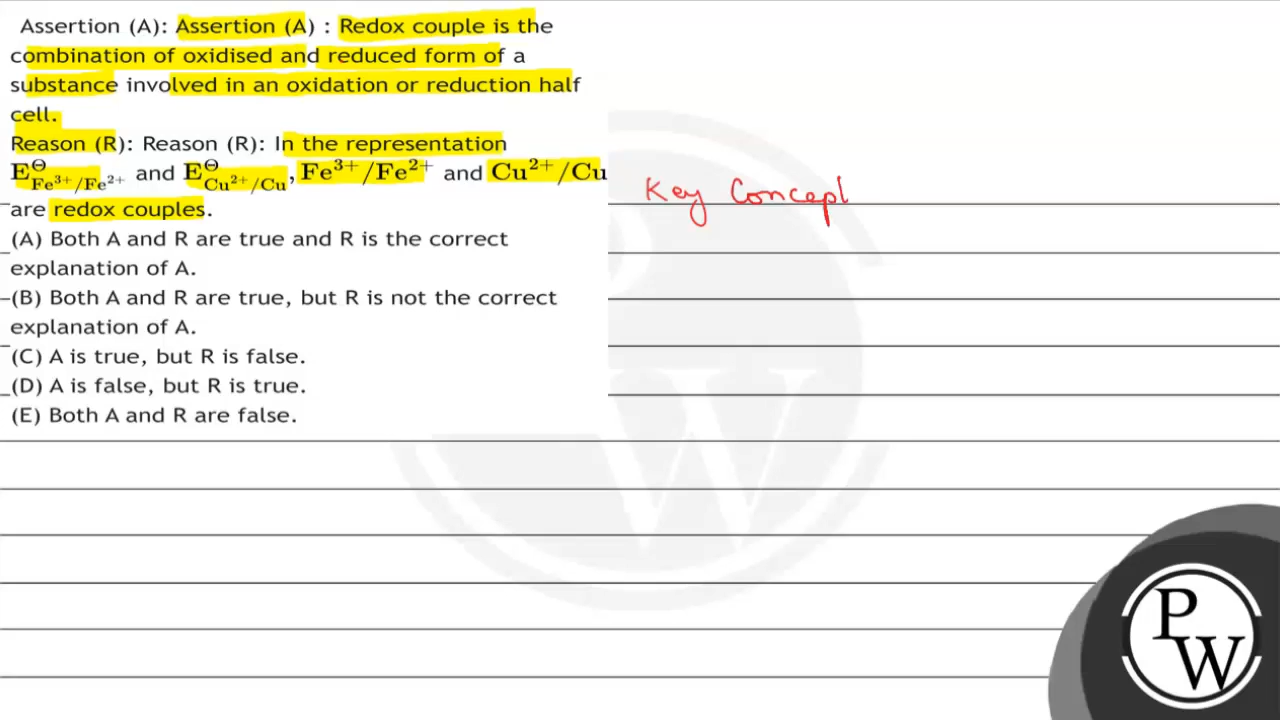 Assertion (A): Assertion (A) : Redox couple is the
combination of oxidised and reduced form of a
substance involved in an oxidation or reduction half
cell.
Reason (R): Reason (R): In the representation
E^Θ_{Fe³⁺/Fe²⁺} and E^Θ_{Cu²⁺/Cu}, Fe³⁺/Fe²⁺ and Cu²⁺/Cu
are redox couples.
(A) Both A and R are true and R is the correct
explanation of A.
(B) Both A and R are true, but R is not the correct
explanation of A.
(C) A is true, but R is false.
(D) A is false, but R is true.
(E) Both A and R are false.
Key Concept
PW